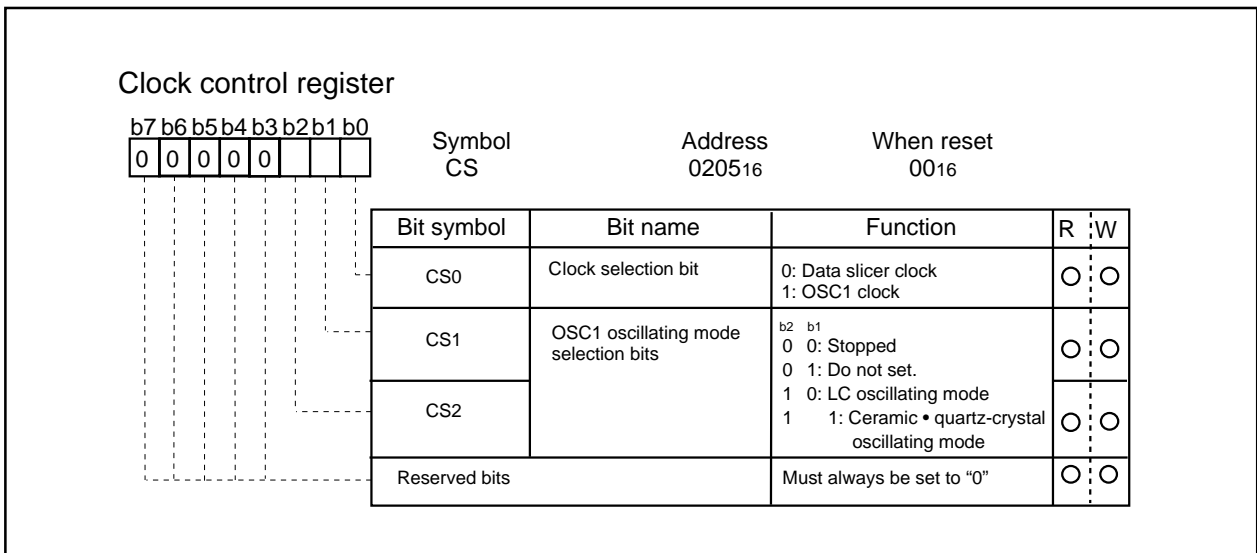 Clock control register
b7 b6 b5 b4 b3 b2 b1 b0
0 0 0 0 0
Symbol Address When reset
CS 020516 0016
Bit symbol Bit name Function R W
CS0 Clock selection bit 0: Data slicer clock
1: OSC1 clock
CS1 OSC1 oscillating mode
selection bits
b2 b1
0 0: Stopped
0 1: Do not set.
1 0: LC oscillating mode
CS2
1 1: Ceramic • quartz-crystal
oscillating mode
Reserved bits Must always be set to “0”